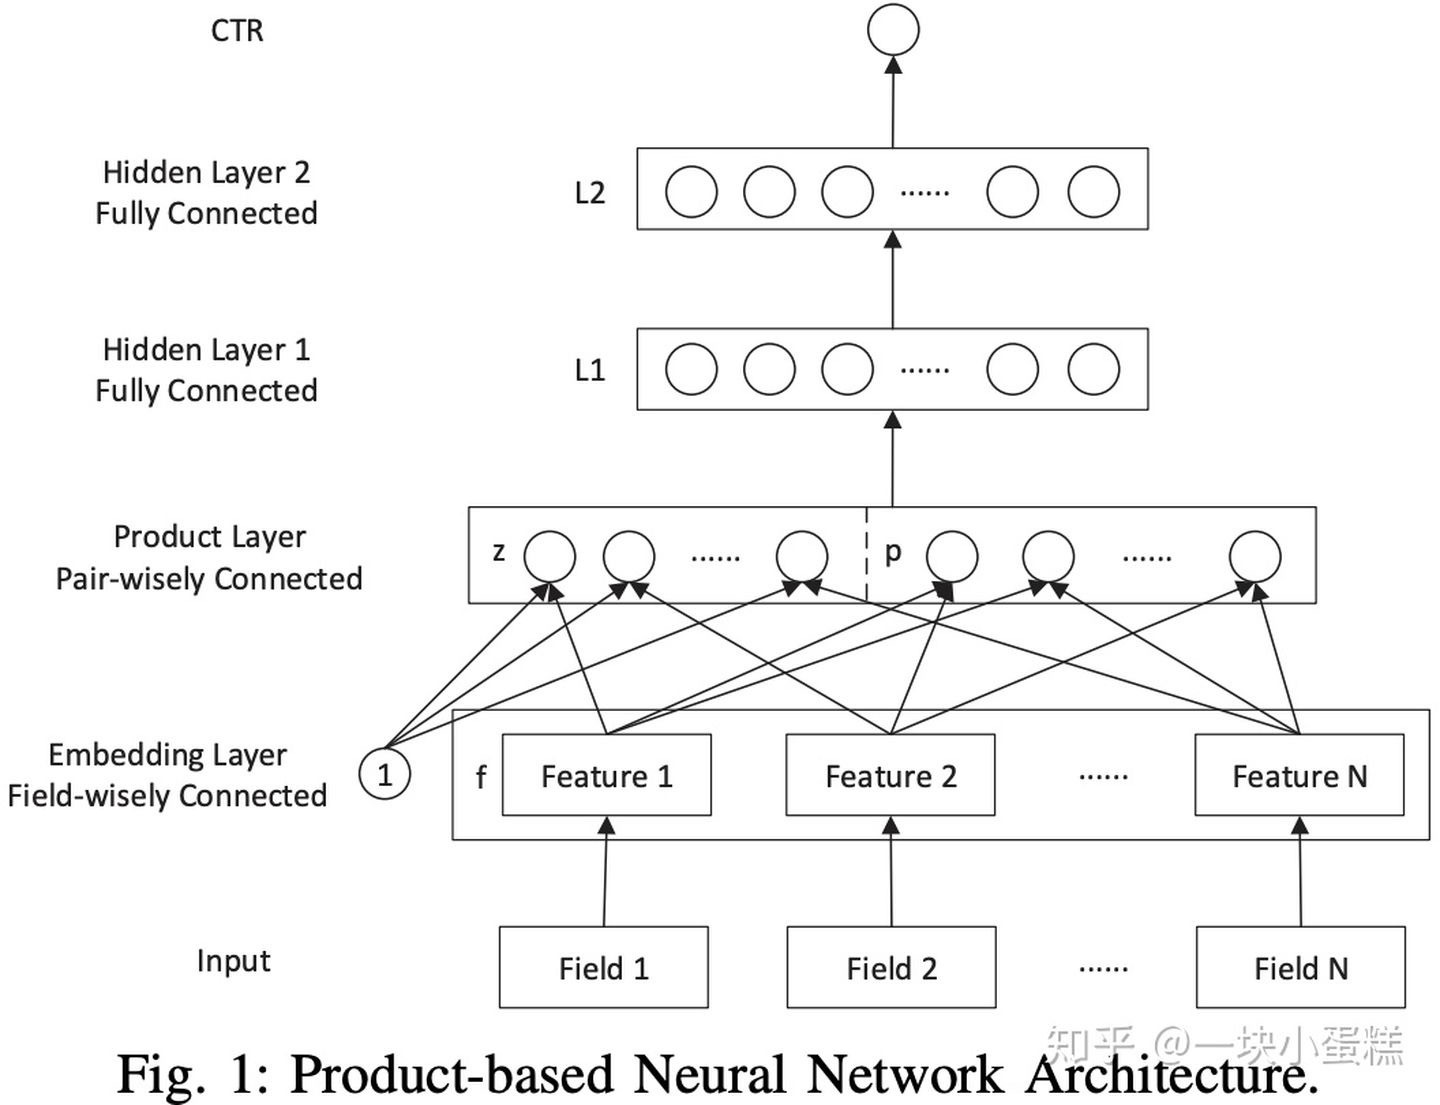 CTR
Hidden Layer 2
Fully Connected
L2
Hidden Layer 1
Fully Connected
L1
Product Layer
Pair-wisely Connected
z
......
p
......
Embedding Layer
Field-wisely Connected
1
f
Feature 1
Feature 2
......
Feature N
Input
Field 1
Field 2
......
Field N
知乎 @一块小蛋糕
Fig. 1: Product-based Neural Network Architecture.